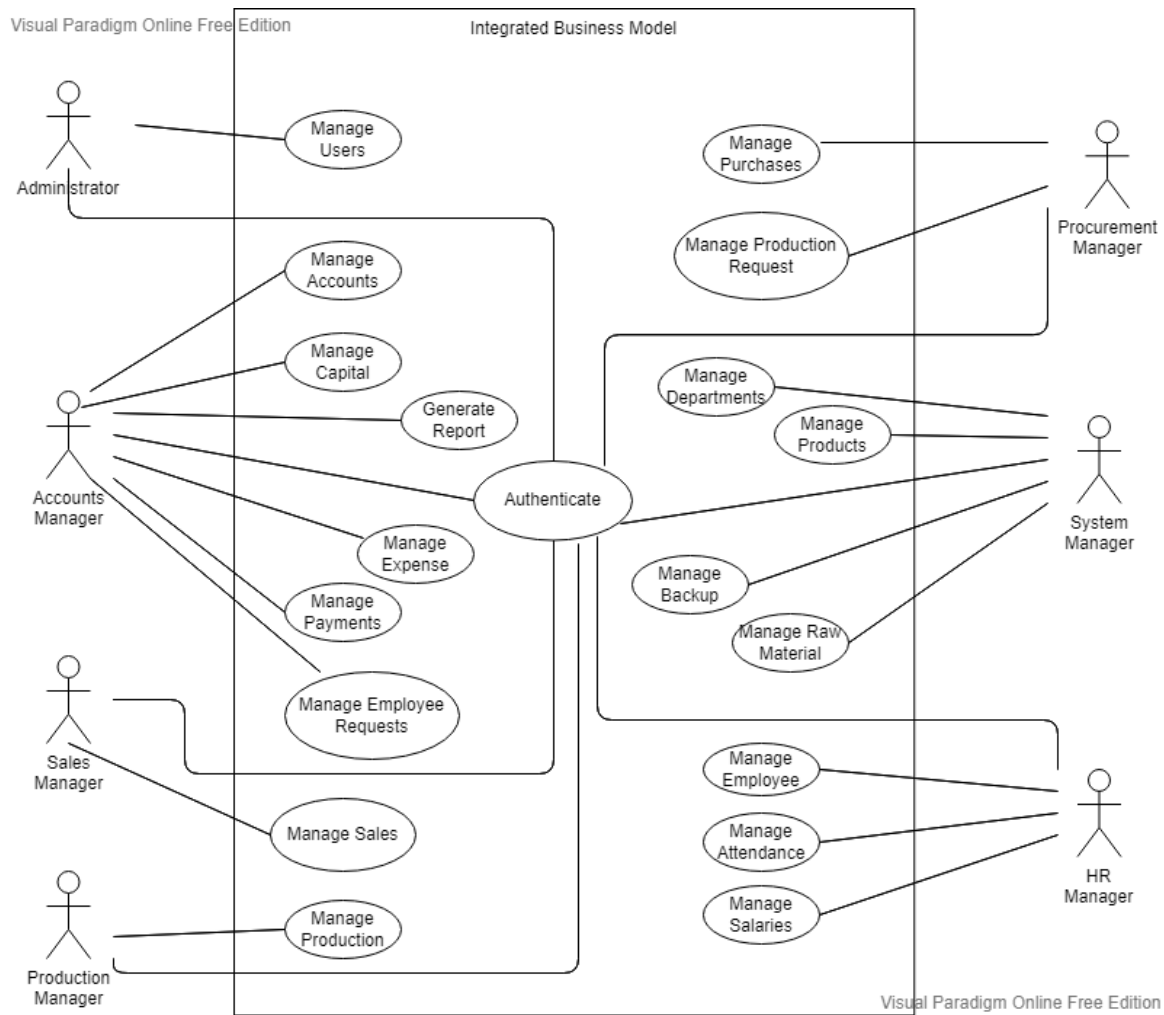 Visual Paradigm Online Free Edition
Integrated Business Model
Administrator
Manage
Users
Manage
Purchases
Procurement
Manager
Manage Production
Request
Manage
Accounts
Manage
Capital
Generate
Report
Accounts
Manager
Authenticate
Manage
Departments
Manage
Products
System
Manager
Manage
Expense
Manage
Payments
Manage
Backup
Manage Raw
Material
Manage Employee
Requests
Sales
Manager
Manage Sales
Manage
Employee
Manage
Attendance
Manage
Salaries
HR
Manager
Manage
Production
Production
Manager
Visual Paradigm Online Free Edition